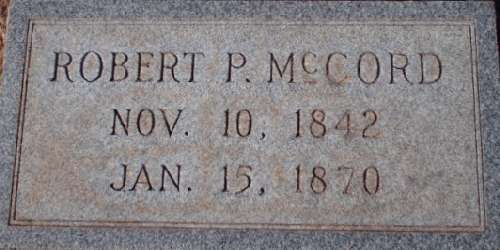 ROBERT P. McCORD
NOV. 10, 1842
JAN. 15, 1870